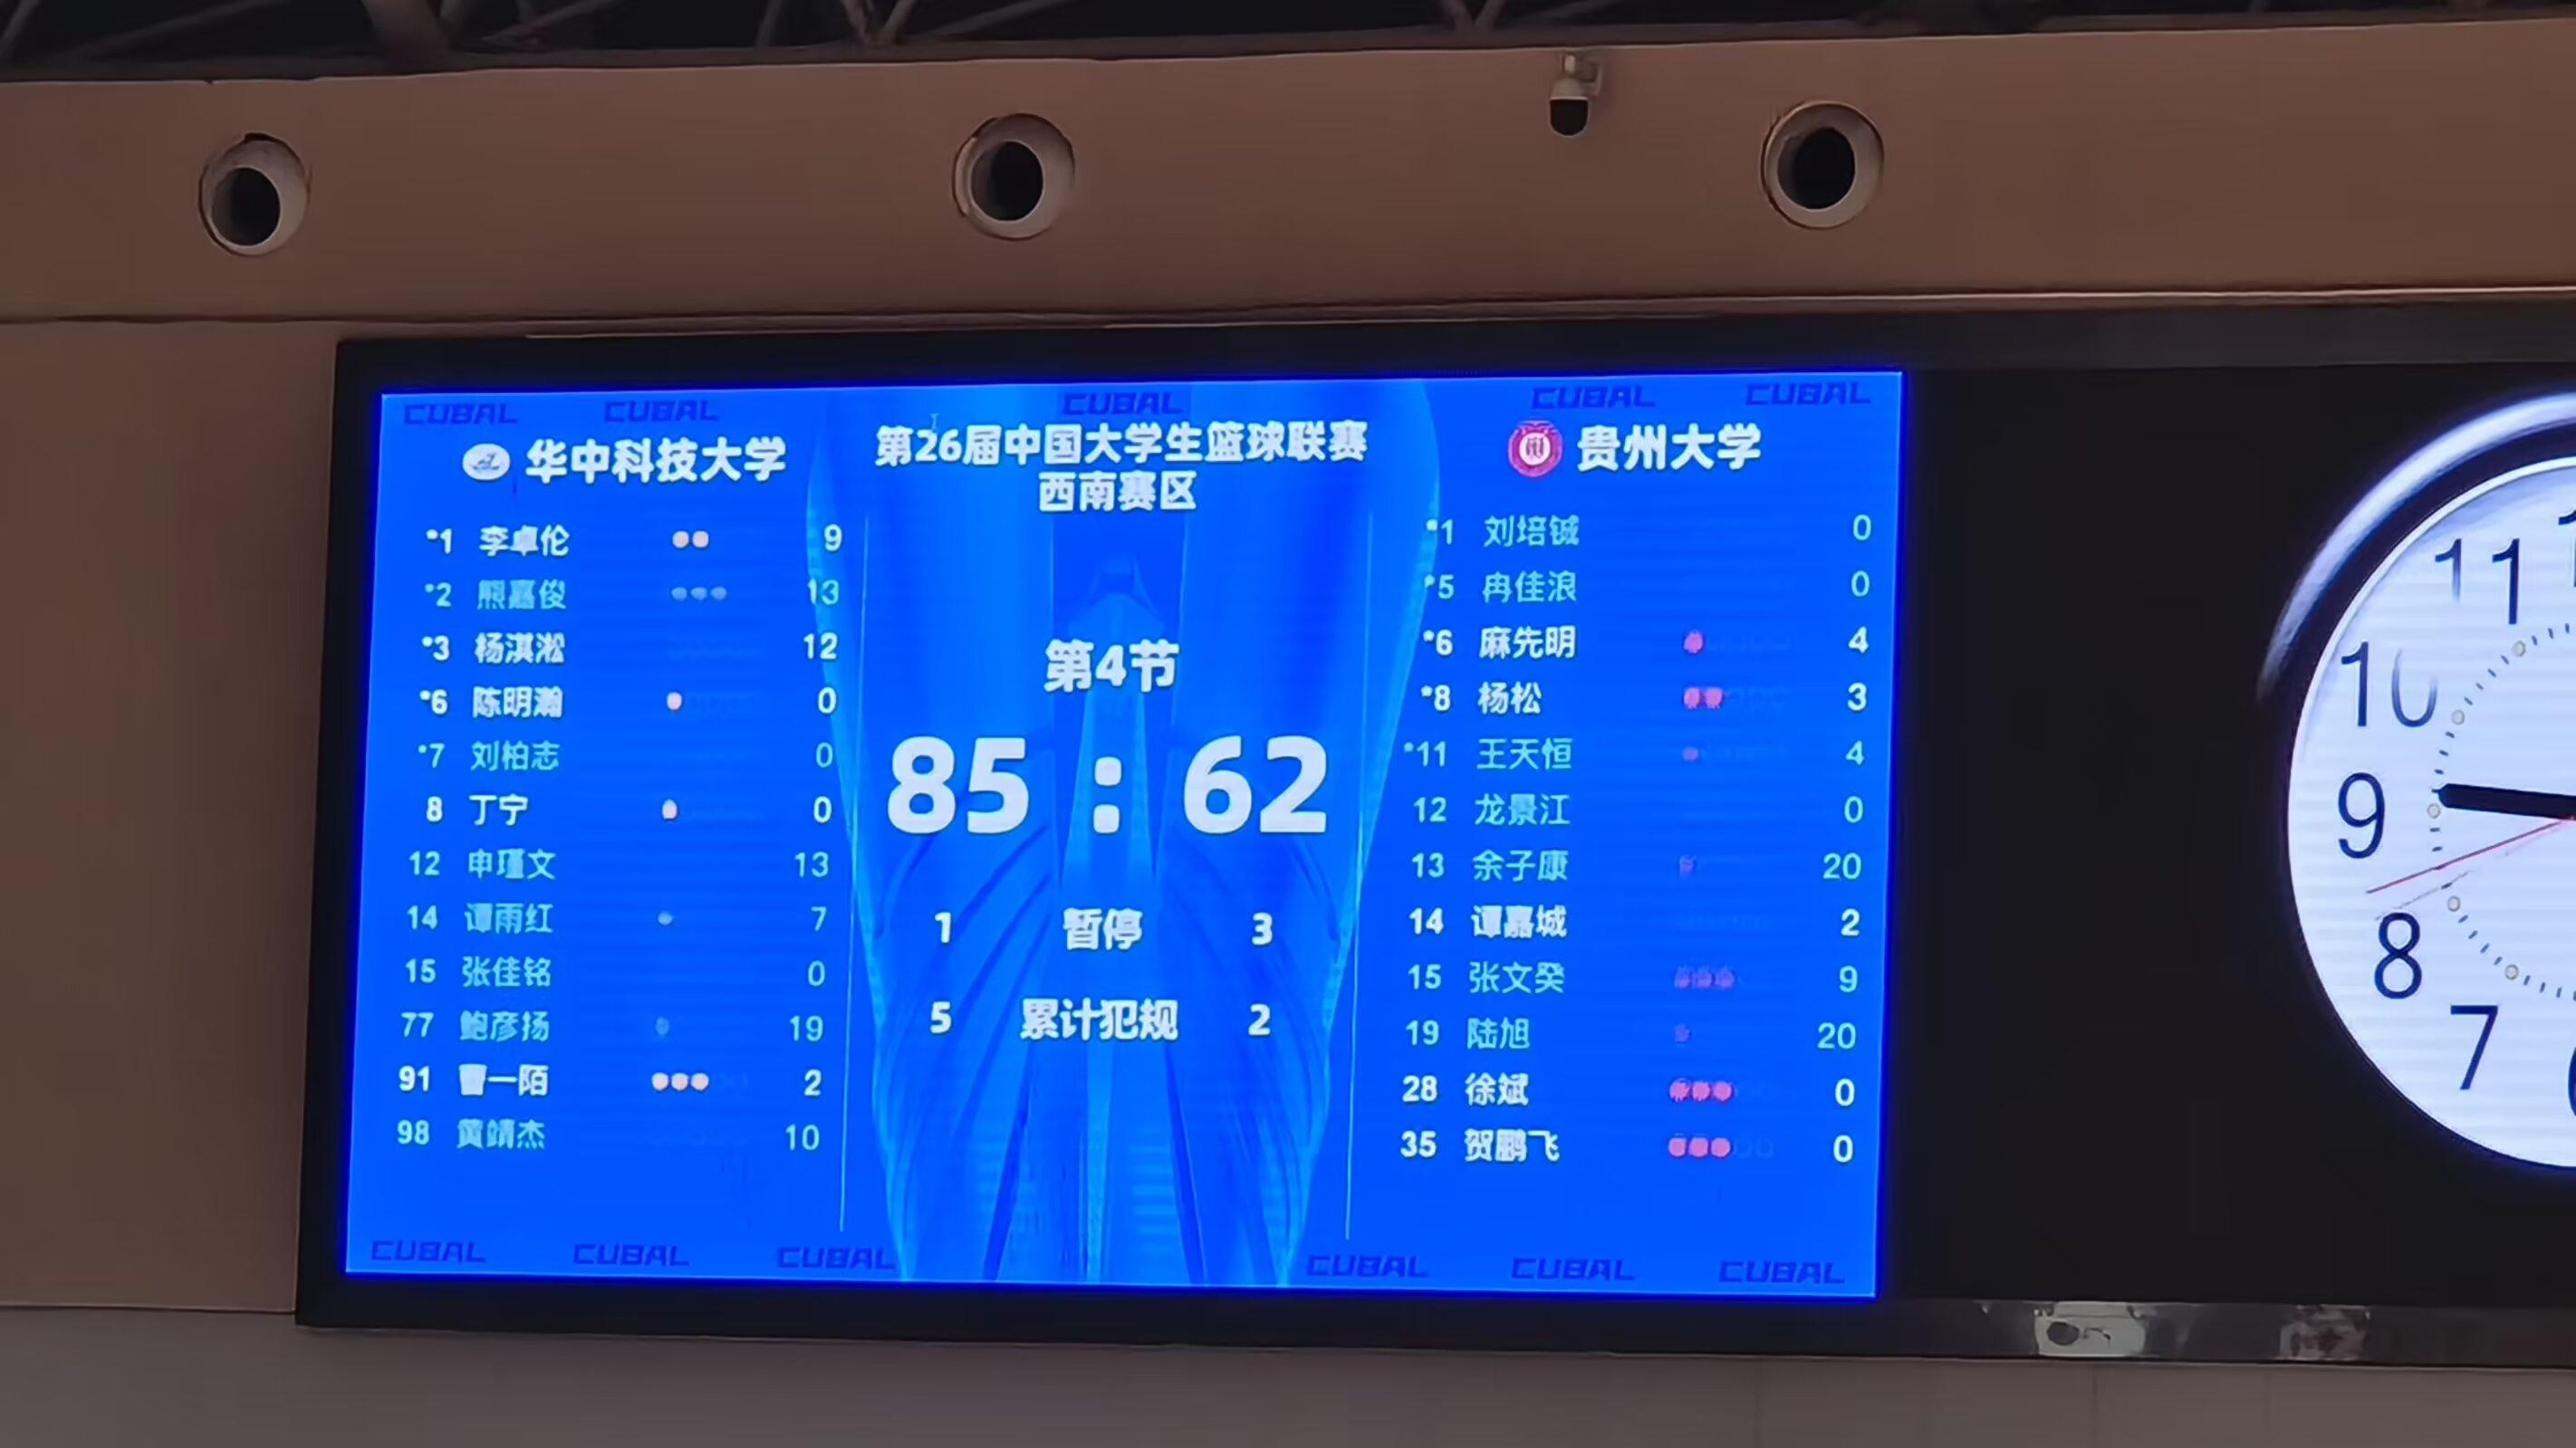 CUBAL CUBAL CUBAL CUBAL CUBAL
华中科技大学
第26届中国大学生篮球联赛
西南赛区
贵州大学
*1 李卓伦 9
*2 熊嘉俊 13
*3 杨淇淞 12
*6 陈明瀚 0
*7 刘柏志 0
8 丁宁 0
12 申瑾文 13
14 谭雨红 7
15 张佳铭 0
77 鲍彦扬 19
91 曹一陌 2
98 黄靖杰 10
第4节
85 : 62
1 暂停 3
5 累计犯规 2
*1 刘培铖 0
*5 冉佳浪 0
*6 麻先明 4
*8 杨松 3
*11 王天恒 4
12 龙景江 0
13 余子康 20
14 谭嘉城 2
15 张文癸 9
19 陆旭 20
28 徐斌 0
35 贺鹏飞 0
CUBAL CUBAL CUBAL CUBAL CUBAL CUBAL
11
10
9
8
7